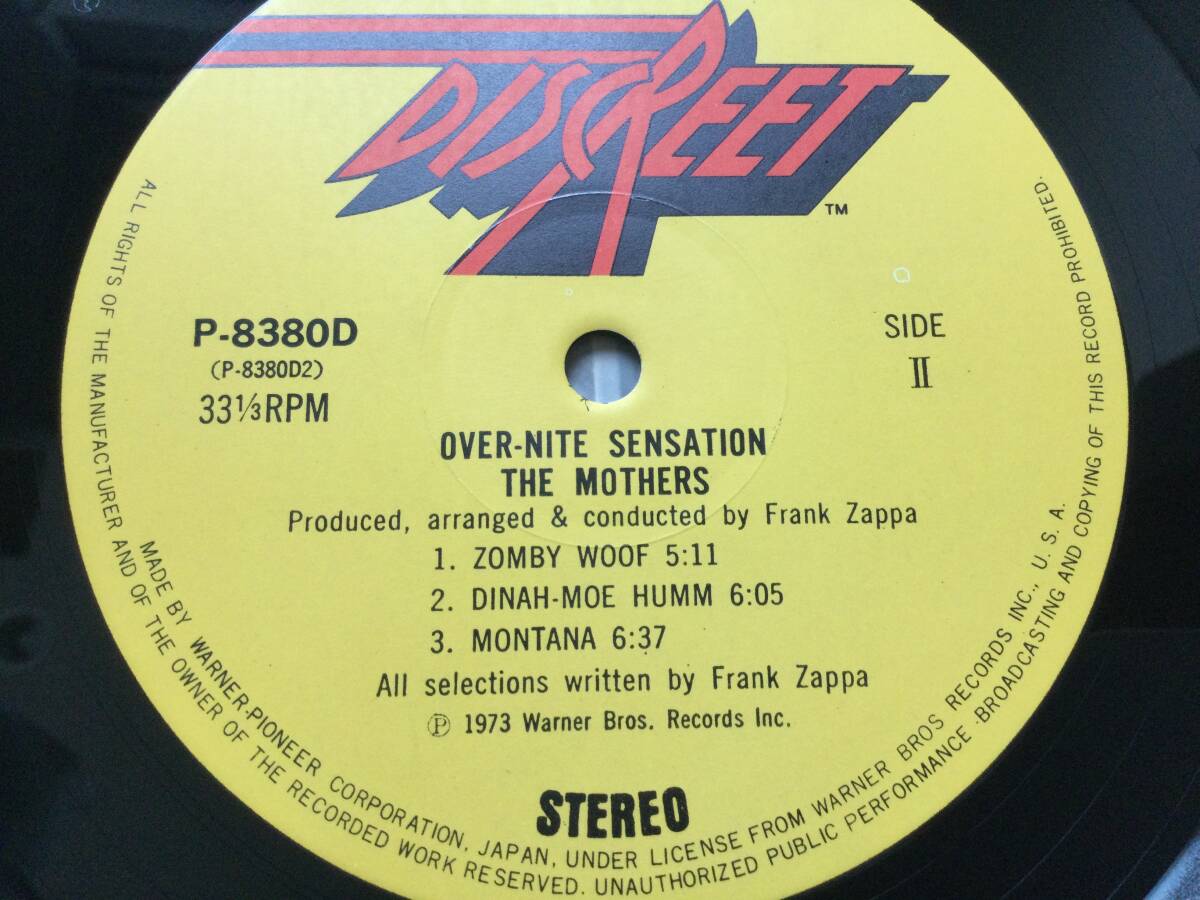 DISCREET
TM
P-8380D
(P-8380D2)
33 1/3 RPM
SIDE
II
OVER-NITE SENSATION
THE MOTHERS
Produced, arranged & conducted by Frank Zappa
1. ZOMBY WOOF 5:11
2. DINAH-MOE HUMM 6:05
3. MONTANA 6:37
All selections written by Frank Zappa
Ⓟ 1973 Warner Bros. Records Inc.
STEREO
MADE BY WARNER-PIONEER CORPORATION, JAPAN, UNDER LICENSE FROM WARNER BROS RECORDS INC., U. S. A.
ALL RIGHTS OF THE MANUFACTURER AND OF THE OWNER OF THE RECORDED WORK RESERVED. UNAUTHORIZED PUBLIC PERFORMANCE ·BROADCASTING AND COPYING OF THIS RECORD PROHIBITED.